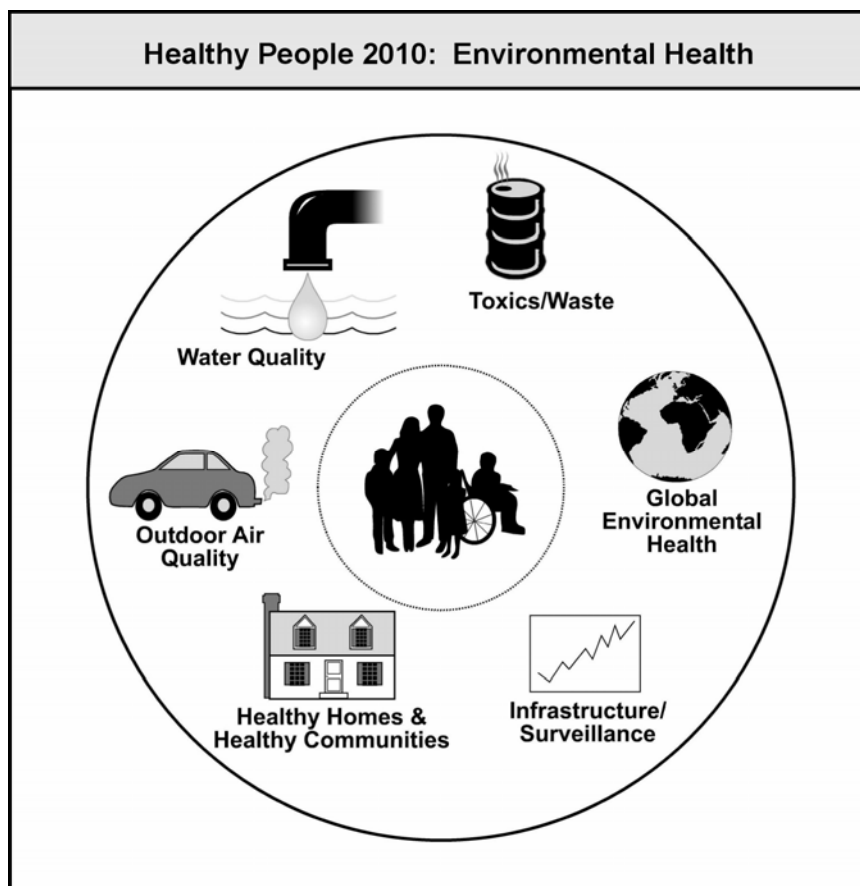 Healthy People 2010: Environmental Health
Toxics/Waste
Water Quality
Global
Environmental
Health
Outdoor Air
Quality
Healthy Homes &
Healthy Communities
Infrastructure/
Surveillance